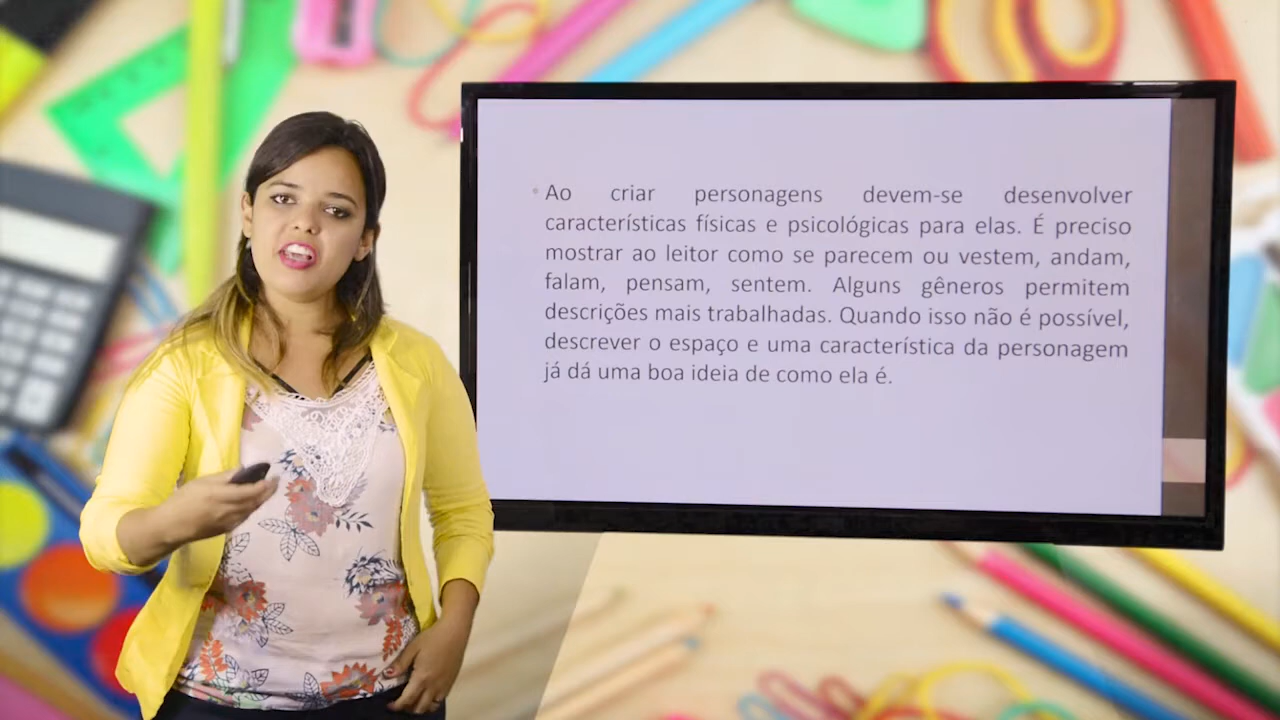 Ao criar personagens devem-se desenvolver
características físicas e psicológicas para elas. É preciso
mostrar ao leitor como se parecem ou vestem, andam,
falam, pensam, sentem. Alguns gêneros permitem
descrições mais trabalhadas. Quando isso não é possível,
descrever o espaço e uma característica da personagem
já dá uma boa ideia de como ela é.